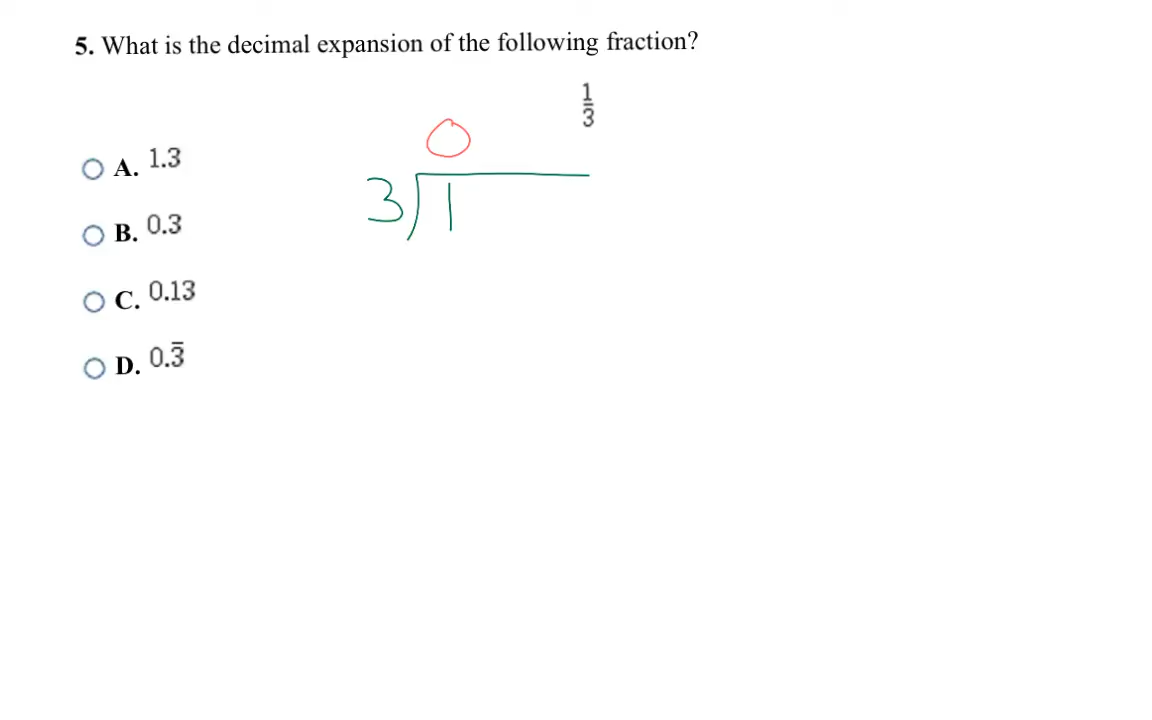 5. What is the decimal expansion of the following fraction?
1/3
0
3)1
A. 1.3
B. 0.3
C. 0.13
D. 0.3̄